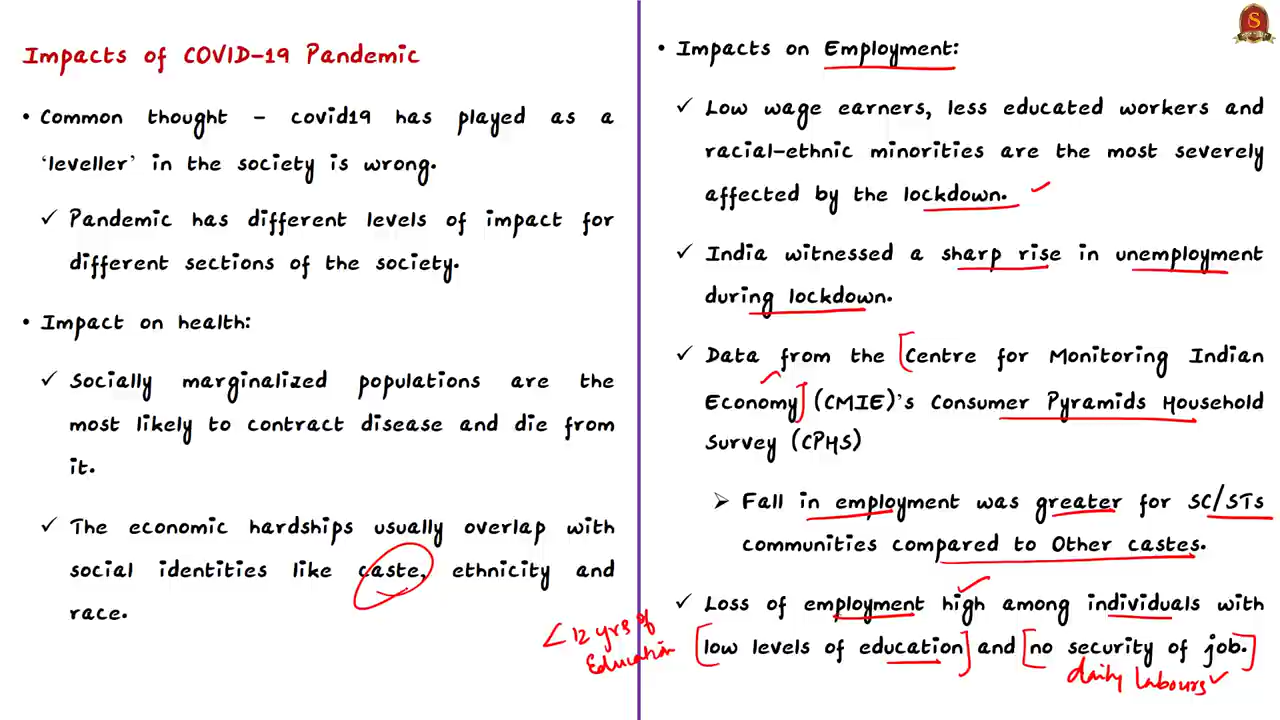 Impacts of COVID-19 Pandemic
• Common thought – covid19 has played as a
'leveller' in the society is wrong.
✓ Pandemic has different levels of impact for
different sections of the society.
• Impact on health:
✓ Socially marginalized populations are the
most likely to contract disease and die from
it.
✓ The economic hardships usually overlap with
social identities like caste, ethnicity and
race.
• Impacts on Employment:
✓ Low wage earners, less educated workers and
racial-ethnic minorities are the most severely
affected by the lockdown.
✓ India witnessed a sharp rise in unemployment
during lockdown.
✓ Data from the [Centre for Monitoring Indian
Economy] (CMIE)'s Consumer Pyramids Household
Survey (CPHS)
➢ Fall in employment was greater for SC/STs
communities compared to Other castes.
✓ Loss of employment high among individuals with
[low levels of education] and [no security of job.]
< 12 yrs of
Education
daily labours
S